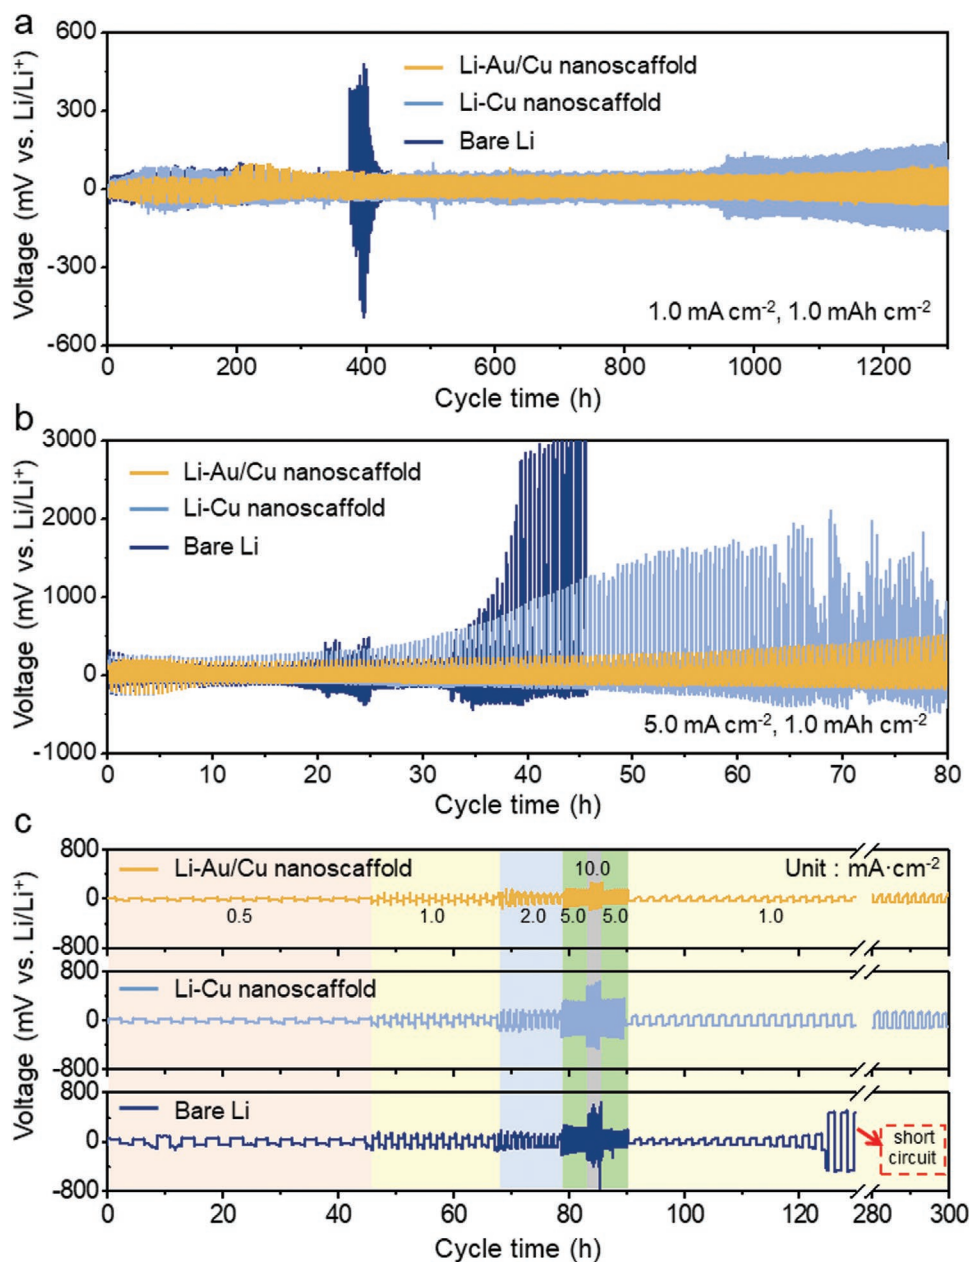 a
600
300
0
-300
-600
Voltage (mV vs. Li/Li⁺)
Li-Au/Cu nanoscaffold
Li-Cu nanoscaffold
Bare Li
1.0 mA cm⁻², 1.0 mAh cm⁻²
0 200 400 600 800 1000 1200
Cycle time (h)
b
3000
2000
1000
0
-1000
Voltage (mV vs. Li/Li⁺)
Li-Au/Cu nanoscaffold
Li-Cu nanoscaffold
Bare Li
5.0 mA cm⁻², 1.0 mAh cm⁻²
0 10 20 30 40 50 60 70 80
Cycle time (h)
c
Voltage (mV vs. Li/Li⁺)
800
0
-800
Li-Au/Cu nanoscaffold
10.0
Unit : mA·cm⁻²
0.5 1.0 2.0 5.0 5.0 1.0
800
0
-800
Li-Cu nanoscaffold
800
0
-800
Bare Li
short
circuit
0 20 40 60 80 100 120 280 300
Cycle time (h)